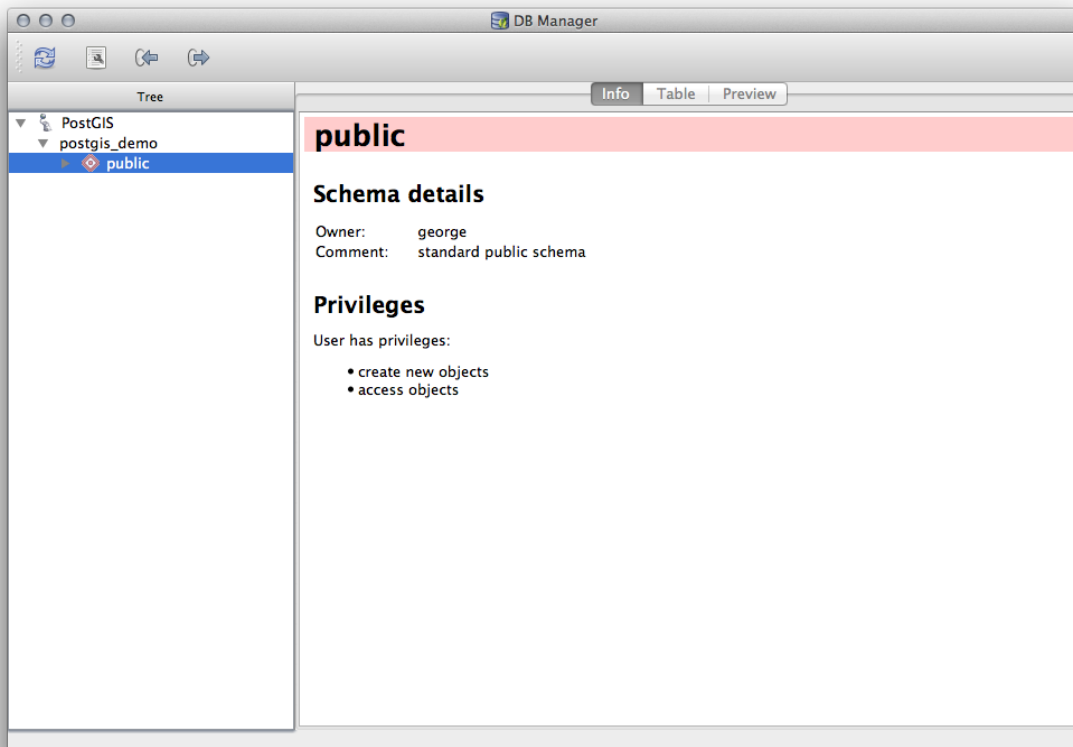 DB Manager
Tree
Info Table Preview
PostGIS
postgis_demo
public
public
Schema details
Owner: george
Comment: standard public schema
Privileges
User has privileges:
• create new objects
• access objects